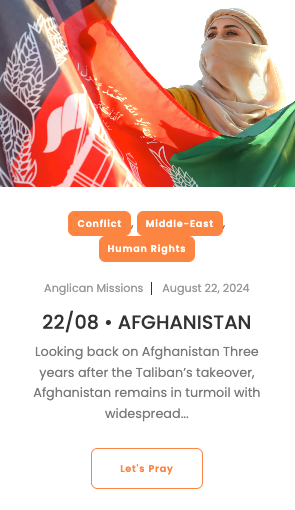 Conflict, Middle-East,
Human Rights
Anglican Missions | August 22, 2024
22/08 • AFGHANISTAN
Looking back on Afghanistan Three
years after the Taliban's takeover,
Afghanistan remains in turmoil with
widespread...
Let's Pray